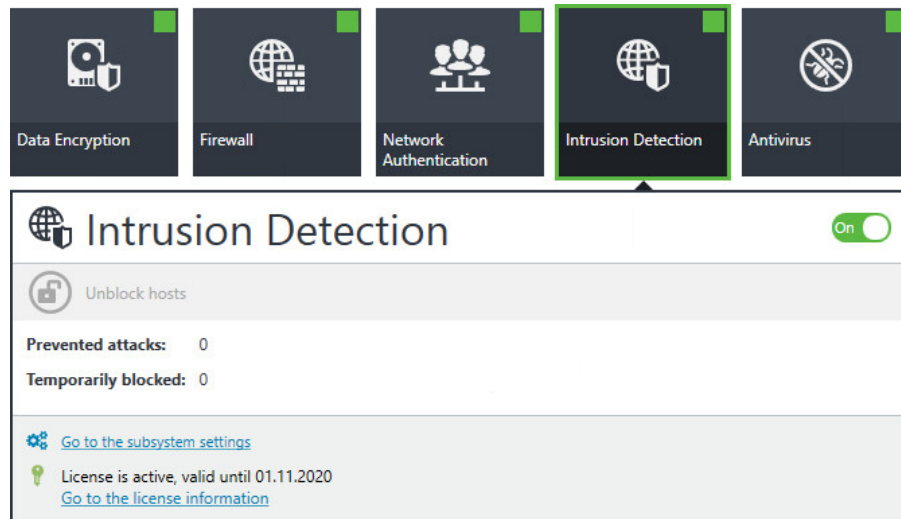 Data Encryption
Firewall
Network
Authentication
Intrusion Detection
Antivirus
Intrusion Detection
On
Unblock hosts
Prevented attacks: 0
Temporarily blocked: 0
Go to the subsystem settings
License is active, valid until 01.11.2020
Go to the license information